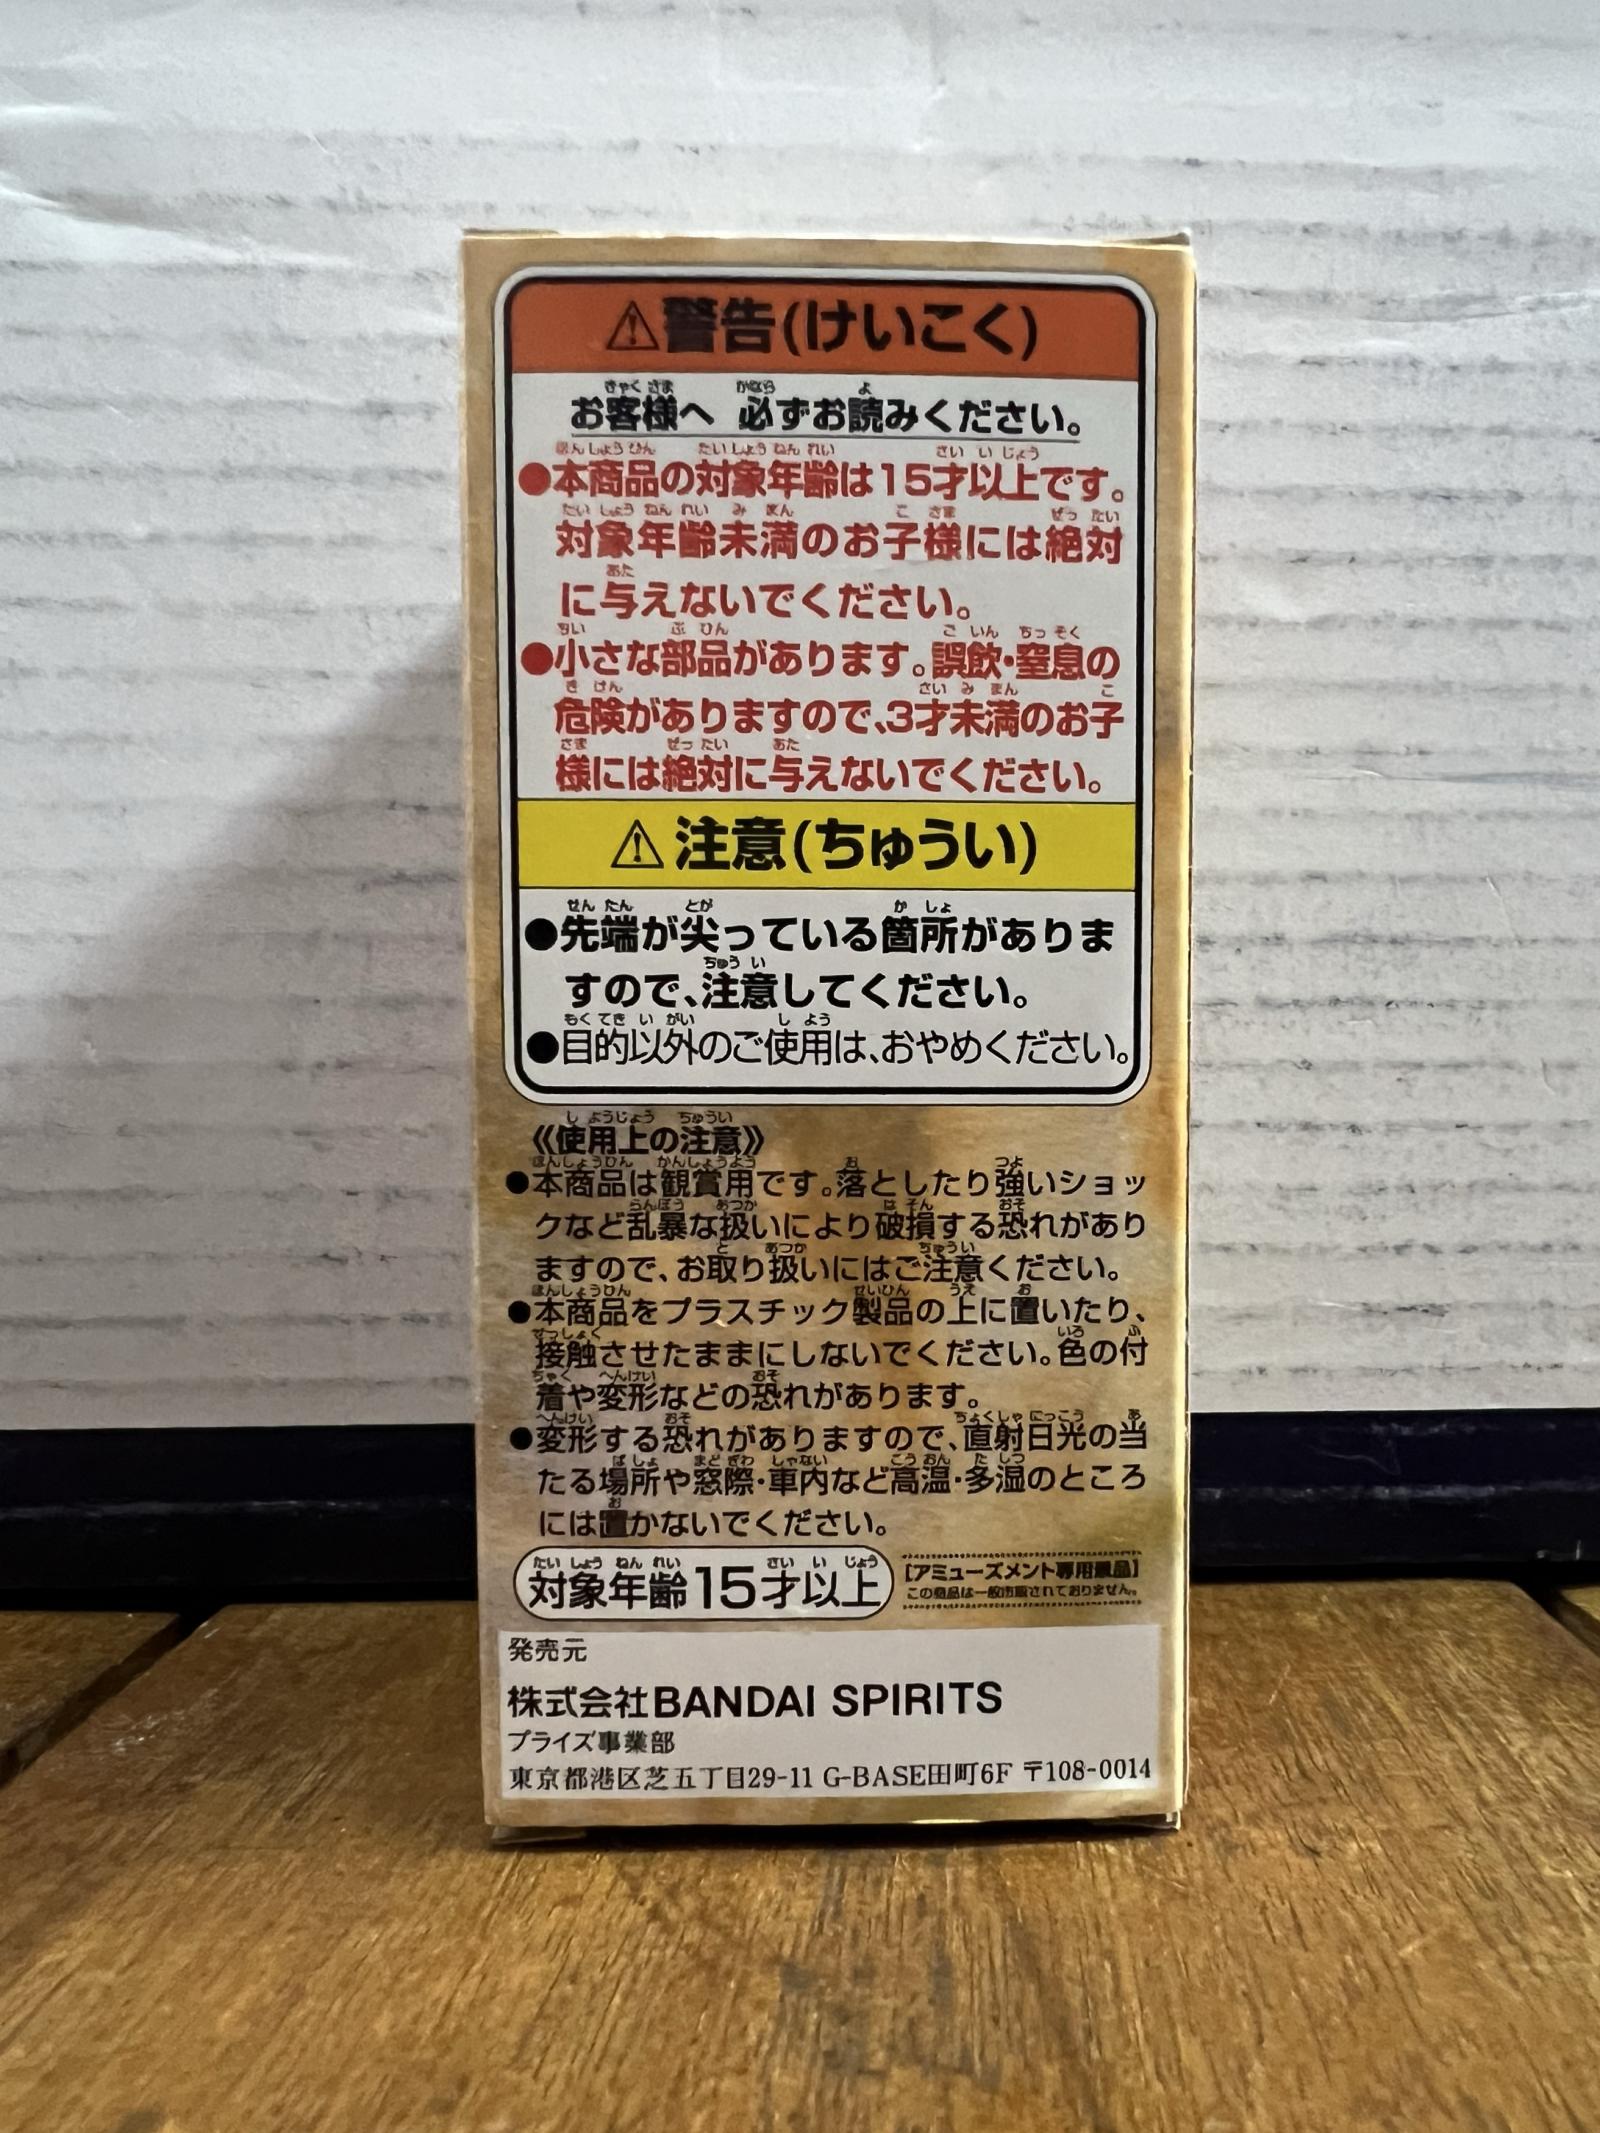 ⚠警告(けいこく)
お客様へ 必ずお読みください。
●本商品の対象年齢は15才以上です。
対象年齢未満のお子様には絶対
に与えないでください。
●小さな部品があります。誤飲・窒息の
危険がありますので、3才未満のお子
様には絶対に与えないでください。
⚠注意(ちゅうい)
●先端が尖っている箇所がありま
すので、注意してください。
●目的以外のご使用は、おやめください。
《使用上の注意》
●本商品は観賞用です。落としたり強いショッ
クなど乱暴な扱いにより破損する恐れがあり
ますので、お取り扱いにはご注意ください。
●本商品をプラスチック製品の上に置いたり、
接触させたままにしないでください。色の付
着や変形などの恐れがあります。
●変形する恐れがありますので、直射日光の当
たる場所や窓際・車内など高温・多湿のところ
には置かないでください。
対象年齢15才以上
【アミューズメント専用景品】
この商品は一般市販されておりません。
発売元
株式会社BANDAI SPIRITS
プライズ事業部
東京都港区芝五丁目29-11 G-BASE田町6F 〒108-0014